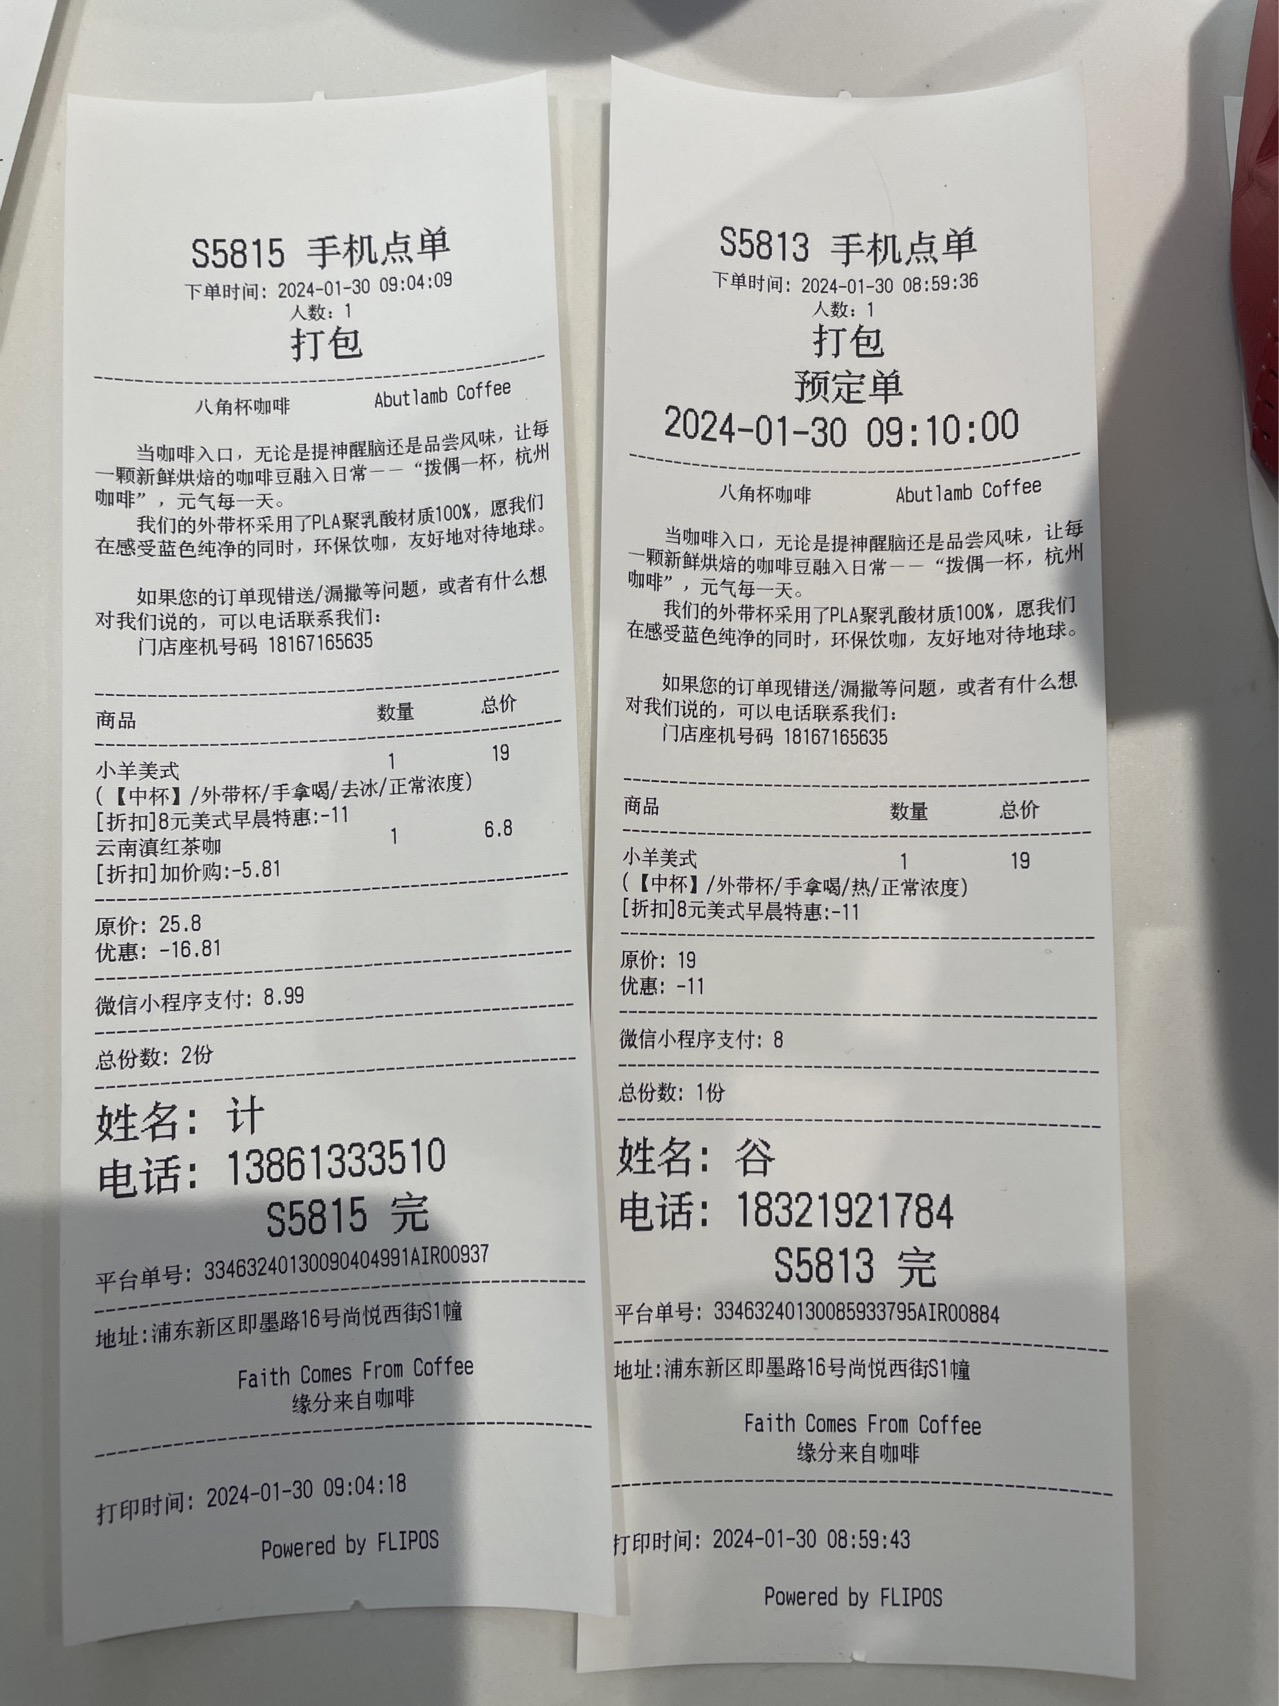 S5815 手机点单
下单时间: 2024-01-30 09:04:09
人数: 1
打包
八角杯咖啡 Abutlamb Coffee
当咖啡入口，无论是提神醒脑还是品尝风味，让每
一颗新鲜烘焙的咖啡豆融入日常——“拨偶一杯，杭州
咖啡”，元气每一天。
我们的外带杯采用了PLA聚乳酸材质100%，愿我们
在感受蓝色纯净的同时，环保饮咖，友好地对待地球。
如果您的订单现错送/漏撒等问题，或者有什么想
对我们说的，可以电话联系我们:
门店座机号码 18167165635
商品 数量 总价
小羊美式 1 19
(【中杯】/外带杯/手拿喝/去冰/正常浓度)
[折扣]8元美式早晨特惠:-11
云南滇红茶咖 1 6.8
[折扣]加价购:-5.81
原价: 25.8
优惠: -16.81
微信小程序支付: 8.99
总份数: 2份
姓名: 计
电话: 13861333510
S5815 完
平台单号: 33463240130090404991AIR00937
地址:浦东新区即墨路16号尚悦西街S1幢
Faith Comes From Coffee
缘分来自咖啡
打印时间: 2024-01-30 09:04:18
Powered by FLIPOS
S5813 手机点单
下单时间: 2024-01-30 08:59:36
人数: 1
打包
预定单
2024-01-30 09:10:00
八角杯咖啡 Abutlamb Coffee
当咖啡入口，无论是提神醒脑还是品尝风味，让每
一颗新鲜烘焙的咖啡豆融入日常——“拨偶一杯，杭州
咖啡”，元气每一天。
我们的外带杯采用了PLA聚乳酸材质100%，愿我们
在感受蓝色纯净的同时，环保饮咖，友好地对待地球。
如果您的订单现错送/漏撒等问题，或者有什么想
对我们说的，可以电话联系我们:
门店座机号码 18167165635
商品 数量 总价
小羊美式 1 19
(【中杯】/外带杯/手拿喝/热/正常浓度)
[折扣]8元美式早晨特惠:-11
原价: 19
优惠: -11
微信小程序支付: 8
总份数: 1份
姓名: 谷
电话: 18321921784
S5813 完
平台单号: 33463240130085933795AIR00884
地址:浦东新区即墨路16号尚悦西街S1幢
Faith Comes From Coffee
缘分来自咖啡
打印时间: 2024-01-30 08:59:43
Powered by FLIPOS